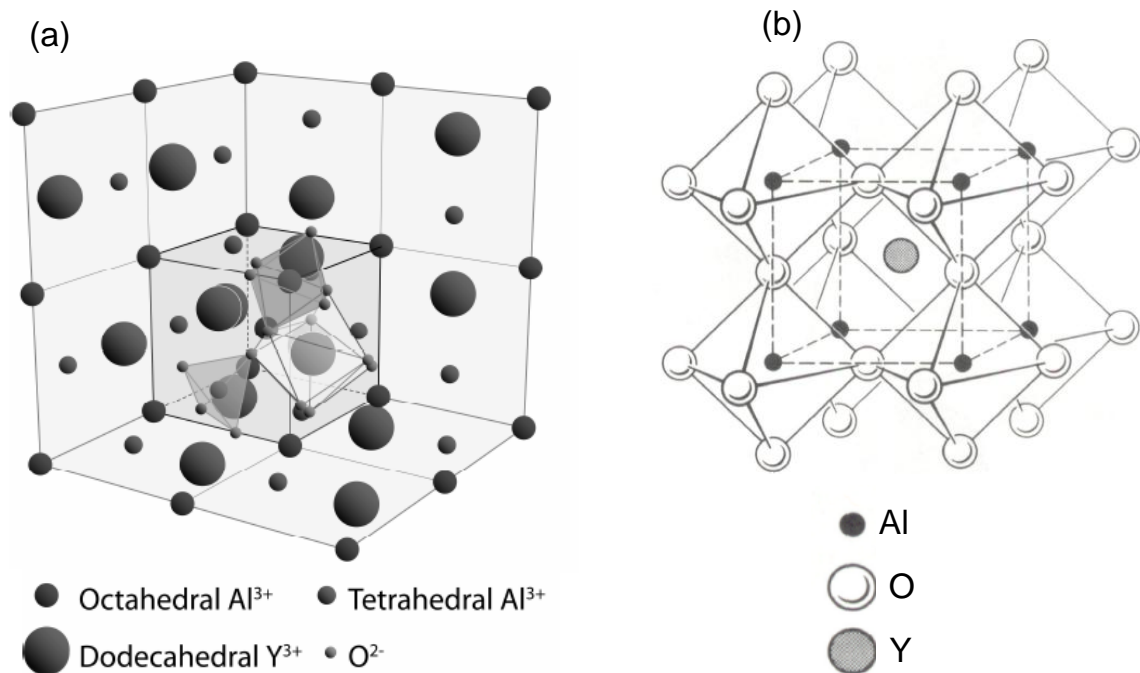 (a)
(b)
Octahedral Al³⁺
Tetrahedral Al³⁺
Dodecahedral Y³⁺
O²⁻
Al
O
Y